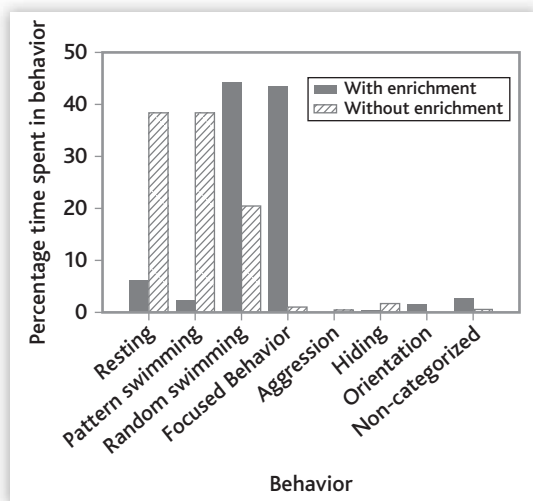 Percentage time spent in behavior
50
40
30
20
10
0
With enrichment
Without enrichment
Resting
Pattern swimming
Random swimming
Focused Behavior
Aggression
Hiding
Orientation
Non-categorized
Behavior